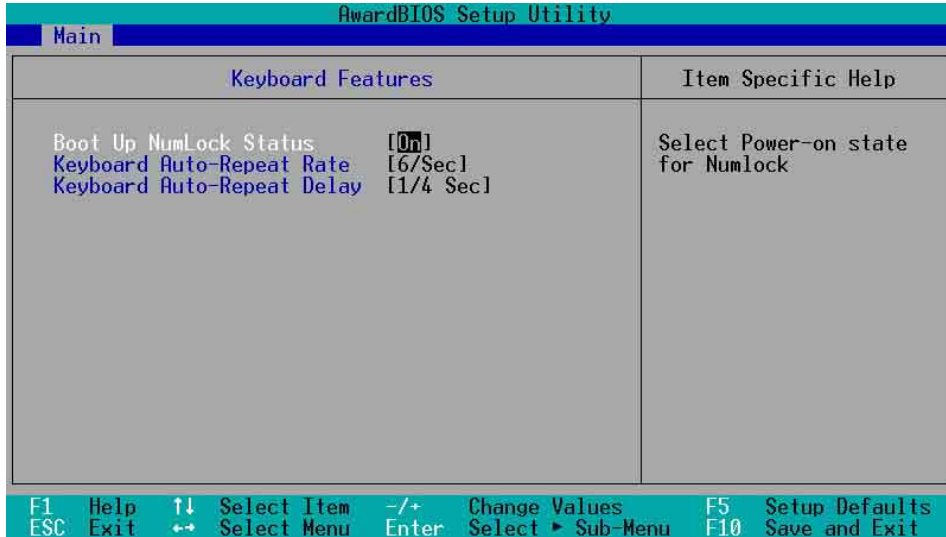 AwardBIOS Setup Utility
Main
Keyboard Features
Item Specific Help
Boot Up NumLock Status [On]
Keyboard Auto-Repeat Rate [6/Sec]
Keyboard Auto-Repeat Delay [1/4 Sec]
Select Power-on state
for Numlock
F1 Help ↑↓ Select Item -/+ Change Values F5 Setup Defaults
ESC Exit ←→ Select Menu Enter Select ► Sub-Menu F10 Save and Exit